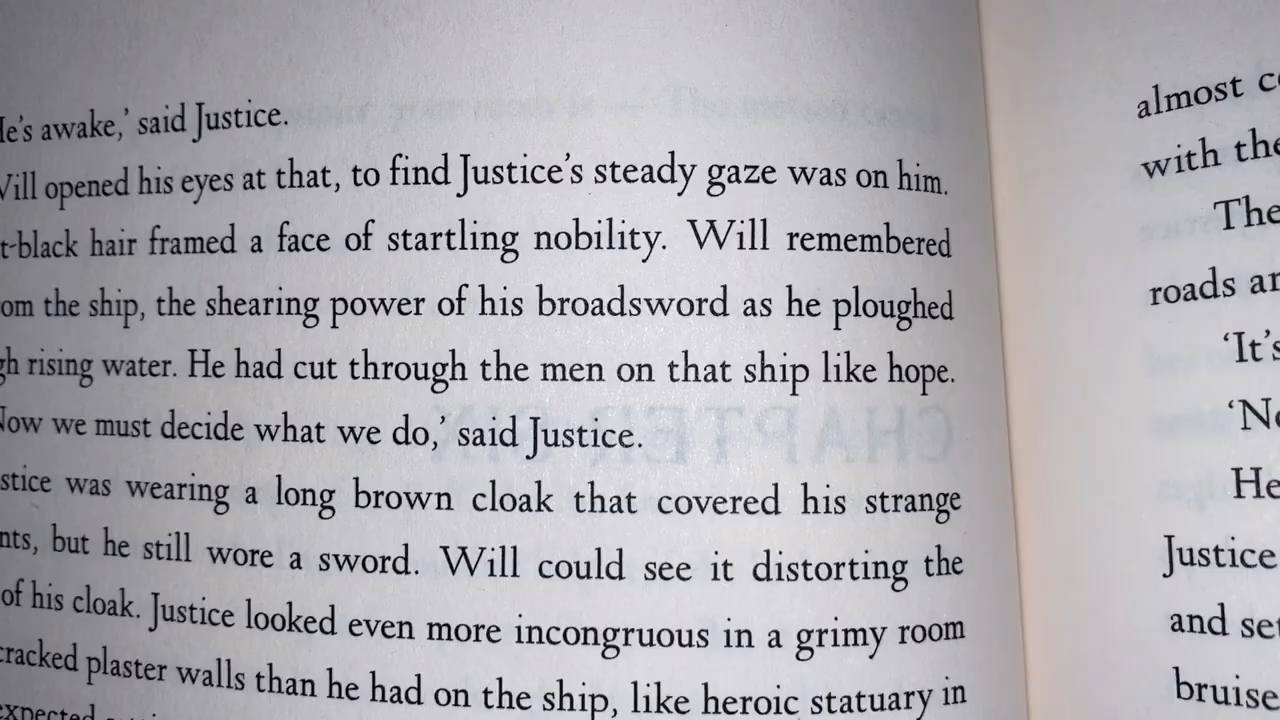 He's awake,' said Justice.
Will opened his eyes at that, to find Justice's steady gaze was on him.
t-black hair framed a face of startling nobility. Will remembered
om the ship, the shearing power of his broadsword as he ploughed
gh rising water. He had cut through the men on that ship like hope.
Now we must decide what we do,' said Justice.
stice was wearing a long brown cloak that covered his strange
nts, but he still wore a sword. Will could see it distorting the
of his cloak. Justice looked even more incongruous in a grimy room
cracked plaster walls than he had on the ship, like heroic statuary in
expected
almost
with the
The
roads
'It's
He
Justice
and
bruise